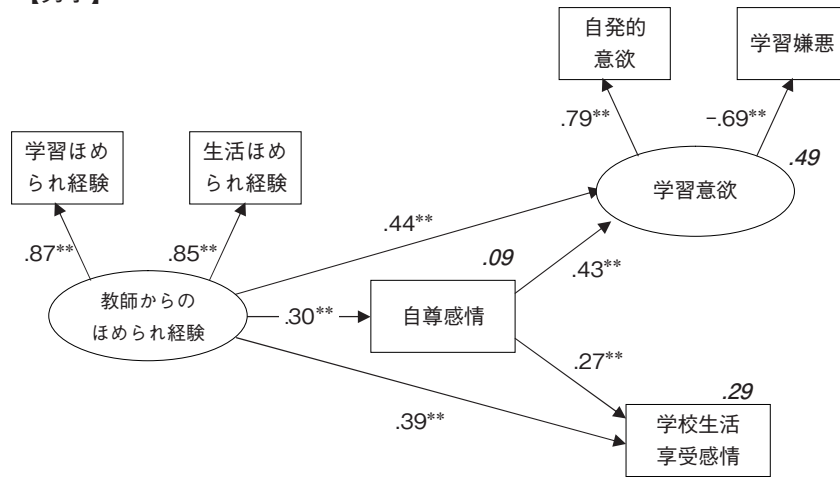 自発的
意欲
学習嫌悪
.79**
-.69**
.49
学習意欲
学習ほめ
られ経験
生活ほめ
られ経験
.87**
.85**
.44**
.09
.43**
教師からの
ほめられ経験
.30**
自尊感情
.27**
.39**
.29
学校生活
享受感情